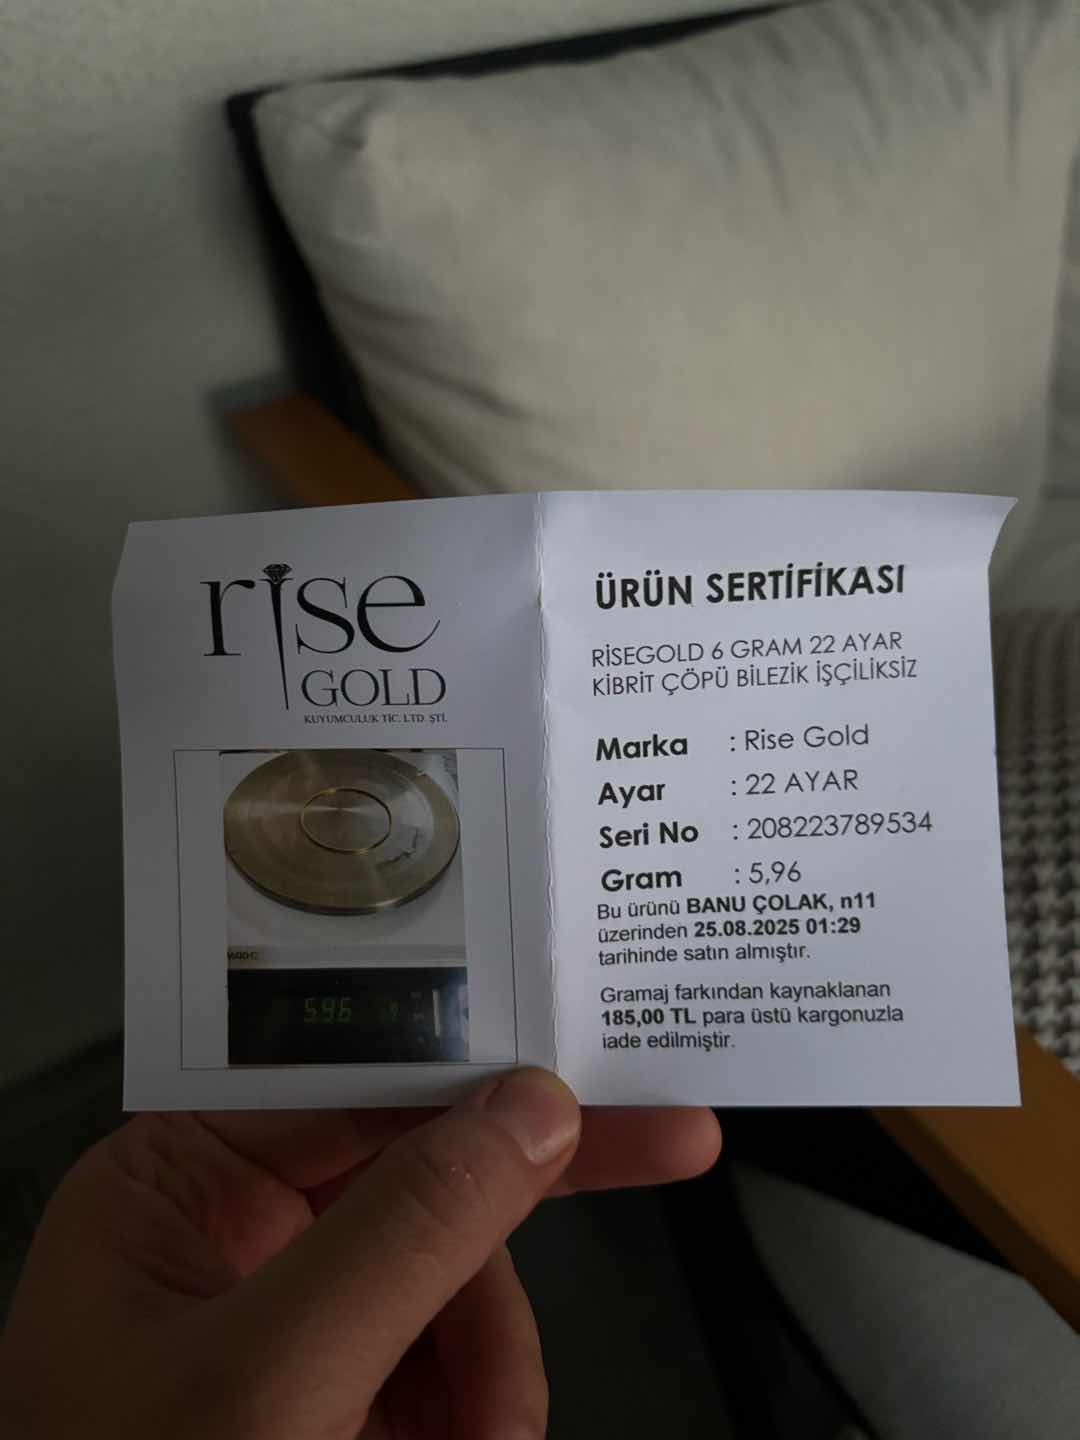 rise
GOLD
KUYUMCULUK TİC. LTD. ŞTİ.
5.96
ÜRÜN SERTİFİKASI
RİSEGOLD 6 GRAM 22 AYAR
KİBRİT ÇÖPÜ BİLEZİK İŞÇİLİKSİZ
Marka : Rise Gold
Ayar : 22 AYAR
Seri No : 208223789534
Gram : 5,96
Bu ürünü BANU ÇOLAK, n11
üzerinden 25.08.2025 01:29
tarihinde satın almıştır.
Gramaj farkından kaynaklanan
185,00 TL para üstü kargonuzla
iade edilmiştir.